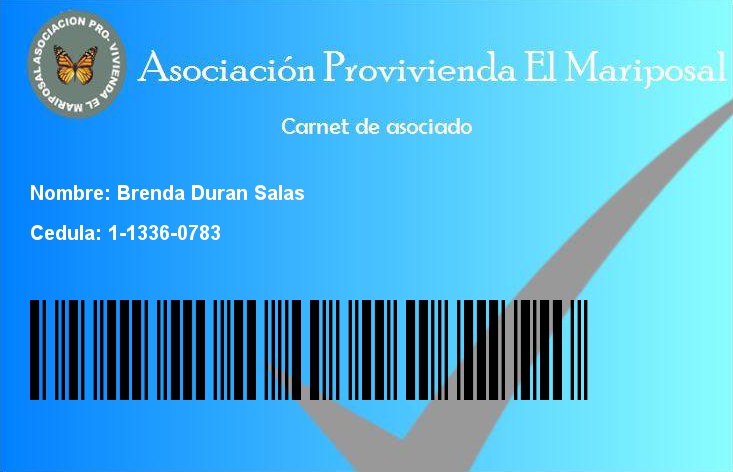 ASOCIACION PRO. VIVIENDA EL MARIPOSAL
Asociación Provivienda El Mariposal
Carnet de asociado
Nombre: Brenda Duran Salas
Cedula: 1-1336-0783